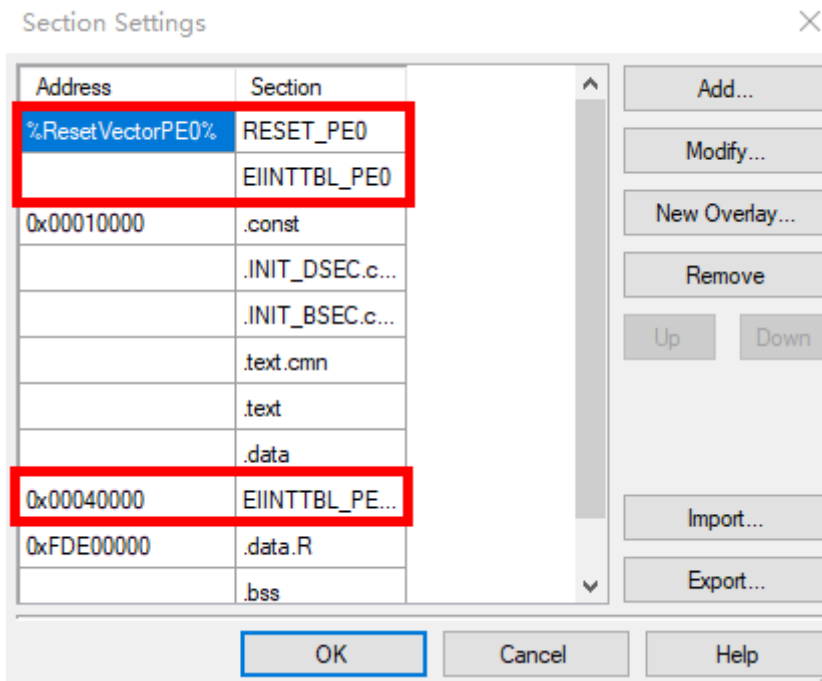 Section Settings
Address Section
%ResetVectorPE0% RESET_PE0
EIINTTBL_PE0
0x00010000 .const
.INIT_DSEC.c...
.INIT_BSEC.c...
.text.cmn
.text
.data
0x00040000 EIINTTBL_PE...
0xFDE00000 .data.R
.bss
Add...
Modify...
New Overlay...
Remove
Up Down
Import...
Export...
OK Cancel Help